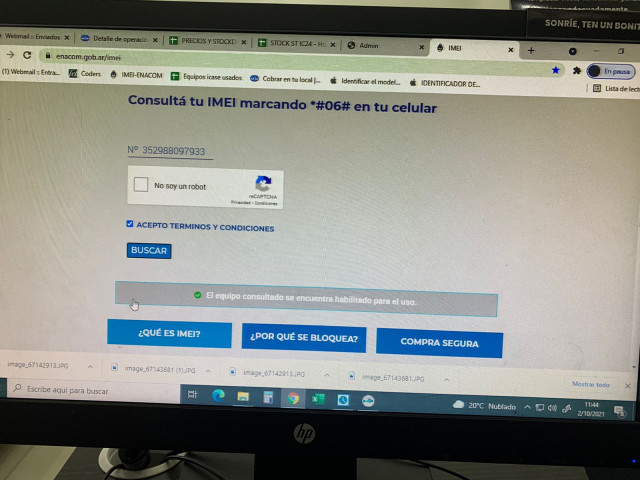 SONRÍE, TEN UN BONIT
Webmail :: Enviados
Detalle de operació
PRECIOS Y STOCKE
STOCK ST IC24 - Ho
Admin
IMEI
enacom.gob.ar/imei
En pausa
(1) Webmail :: Entra...
Coders
IMEI-ENACOM
Equipos icase usados
Cobrar en tu local |...
Identificar el model...
IDENTIFICADOR DE...
Lista de lect
Consultá tu IMEI marcando *#06# en tu celular
Nº 352988097933
No soy un robot
reCAPTCHA
Privacidad - Condiciones
ACEPTO TERMINOS Y CONDICIONES
BUSCAR
El equipo consultado se encuentra habilitado para el uso.
¿QUÉ ES IMEI?
¿POR QUÉ SE BLOQUEA?
COMPRA SEGURA
image_67142913.JPG
image_67143681 (1).JPG
image_67142913.JPG
image_67143681.JPG
Mostrar todo
Escribe aquí para buscar
20°C Nublado
11:44
2/10/2021
hp